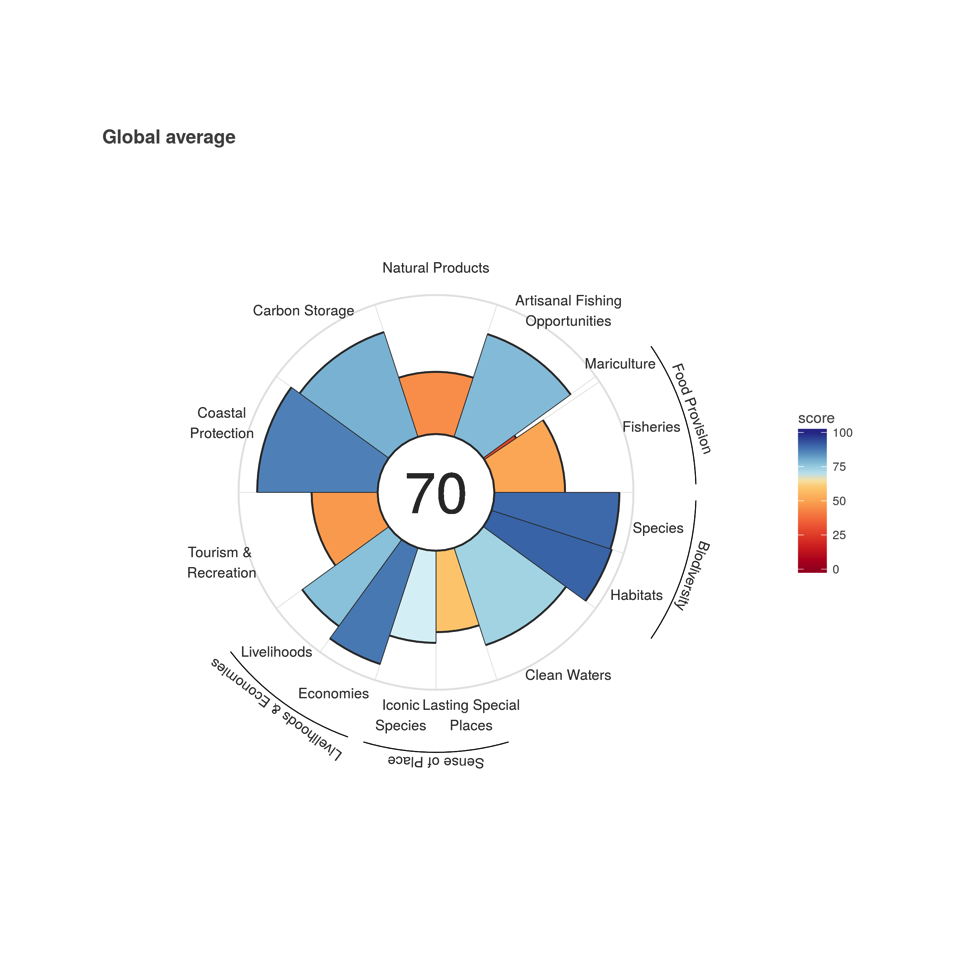 Global average
Natural Products
Carbon Storage
Artisanal Fishing
Opportunities
Mariculture
Food Provision
Fisheries
Coastal
Protection
70
Species
Biodiversity
Habitats
Tourism &
Recreation
Livelihoods
Clean Waters
Economies
Livelihoods & Economies
Iconic
Species
Lasting Special
Places
Sense of Place
score
100
75
50
25
0